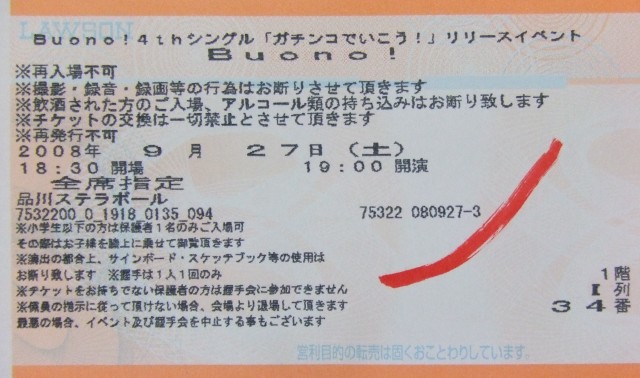 LAWSON
Buono!4thシングル「ガチンコでいこう!」リリースイベント
Buono!
※再入場不可
※撮影・録音・録画等の行為はお断りさせて頂きます
※飲酒された方のご入場、アルコール類の持ち込みはお断り致します
※チケットの交換は一切禁止とさせて頂きます
※再発行不可
2008年 9月 27日(土)
18:30 開場 19:00 開演
全席指定
品川ステラボール
7532200 0 1918 0135 094 75322 080927-3
※小学生以下の方は保護者1名のみご入場可
その際はお子様を膝上に乗せて御覧頂きます
※演出の都合上、サインボード・スケッチブック等の使用は
お断り致します ※握手は1人1回のみ
※チケットをお持ちでない保護者の方は握手会に参加できません
※係員の指示に従って頂けない場合、会場より退場して頂きます
最悪の場合、イベント及び握手会を中止する事もございます
1階
I列
34番
営利目的の転売は固くおことわりしています。